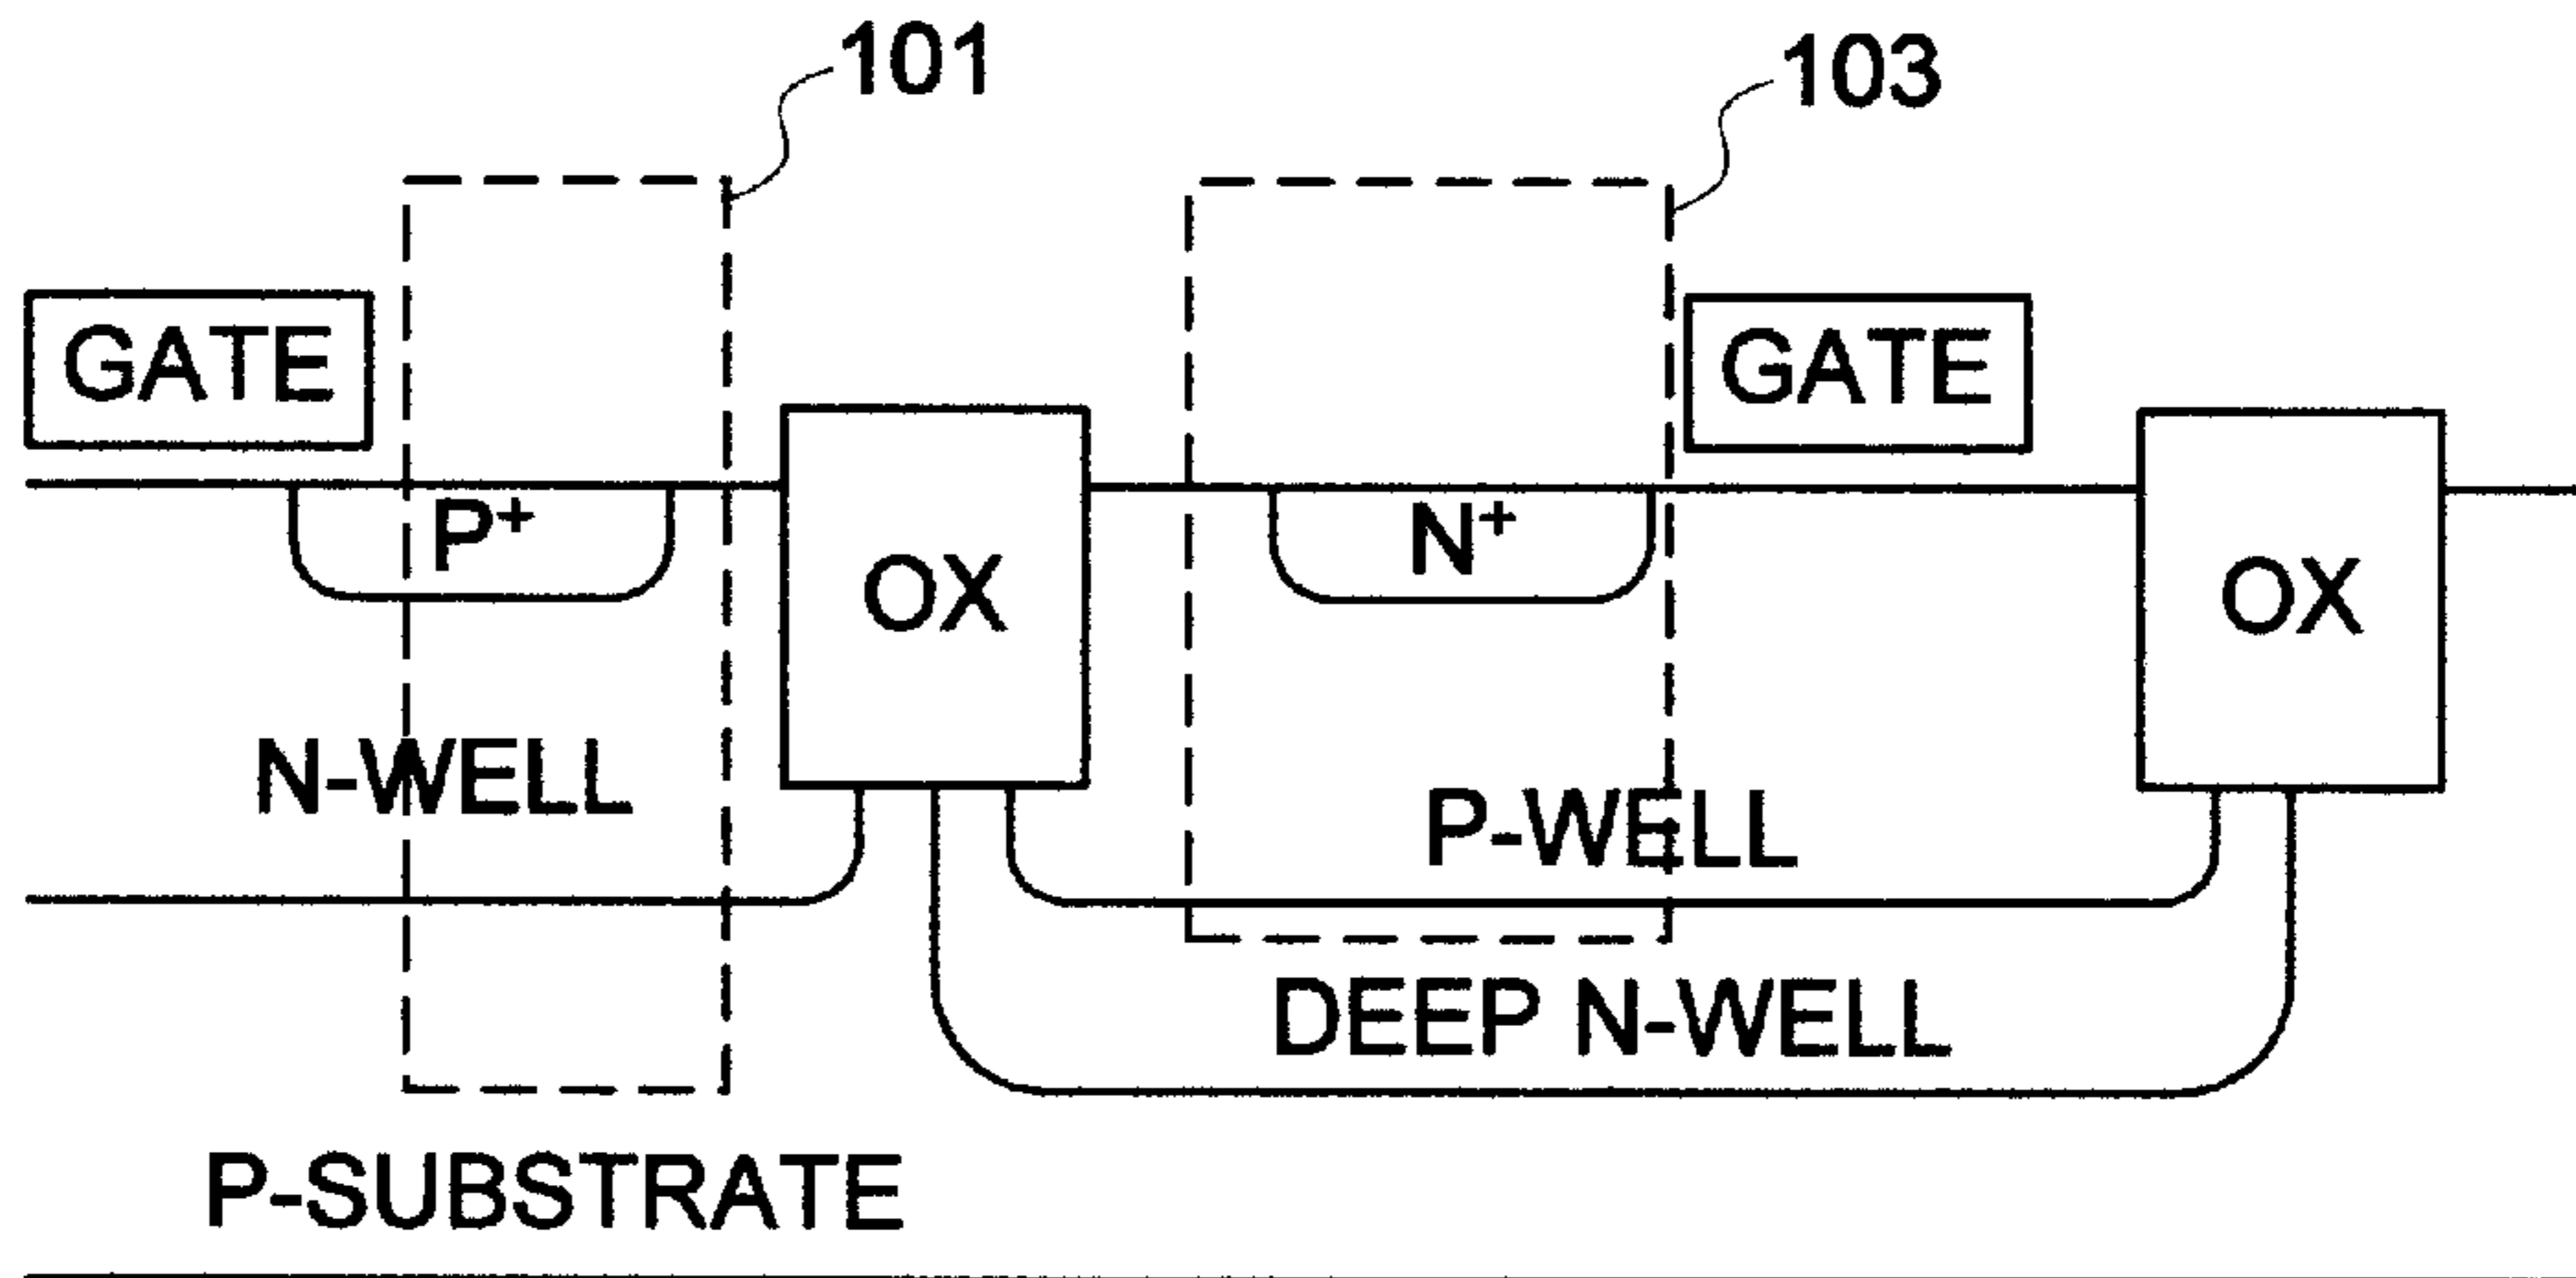 101
103
GATE
GATE
P+
N+
OX
OX
N-WELL
P-WELL
DEEP N-WELL
P-SUBSTRATE